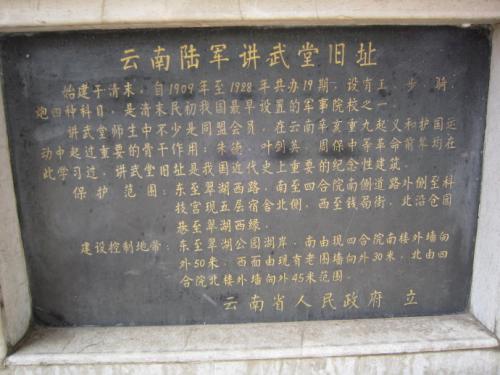 云南陆军讲武堂旧址
始建于清末，自1909年至1928年共办19期，设有工、步、骑、
炮四种科目，是清末民初我国最早设置的军事院校之一。
讲武堂师生中不少是同盟会员，在云南辛亥重九起义和护国运
动中起过重要的骨干作用；朱德、叶剑英、周保中等革命前辈均在
此学习过，讲武堂旧址是我国近代史上重要的纪念性建筑。
保护范围：东至翠湖西路，南至四合院南侧道路外侧至科
技宫现五层宿舍北侧，西至钱局街，北沿仓园
巷至翠湖西缘。
建设控制地带：东至翠湖公园湖岸，南由现四合院南楼外墙向
外50米，西面由现有老围墙向外30米，北由四
合院北楼外墙向外45米范围。
云南省人民政府 立